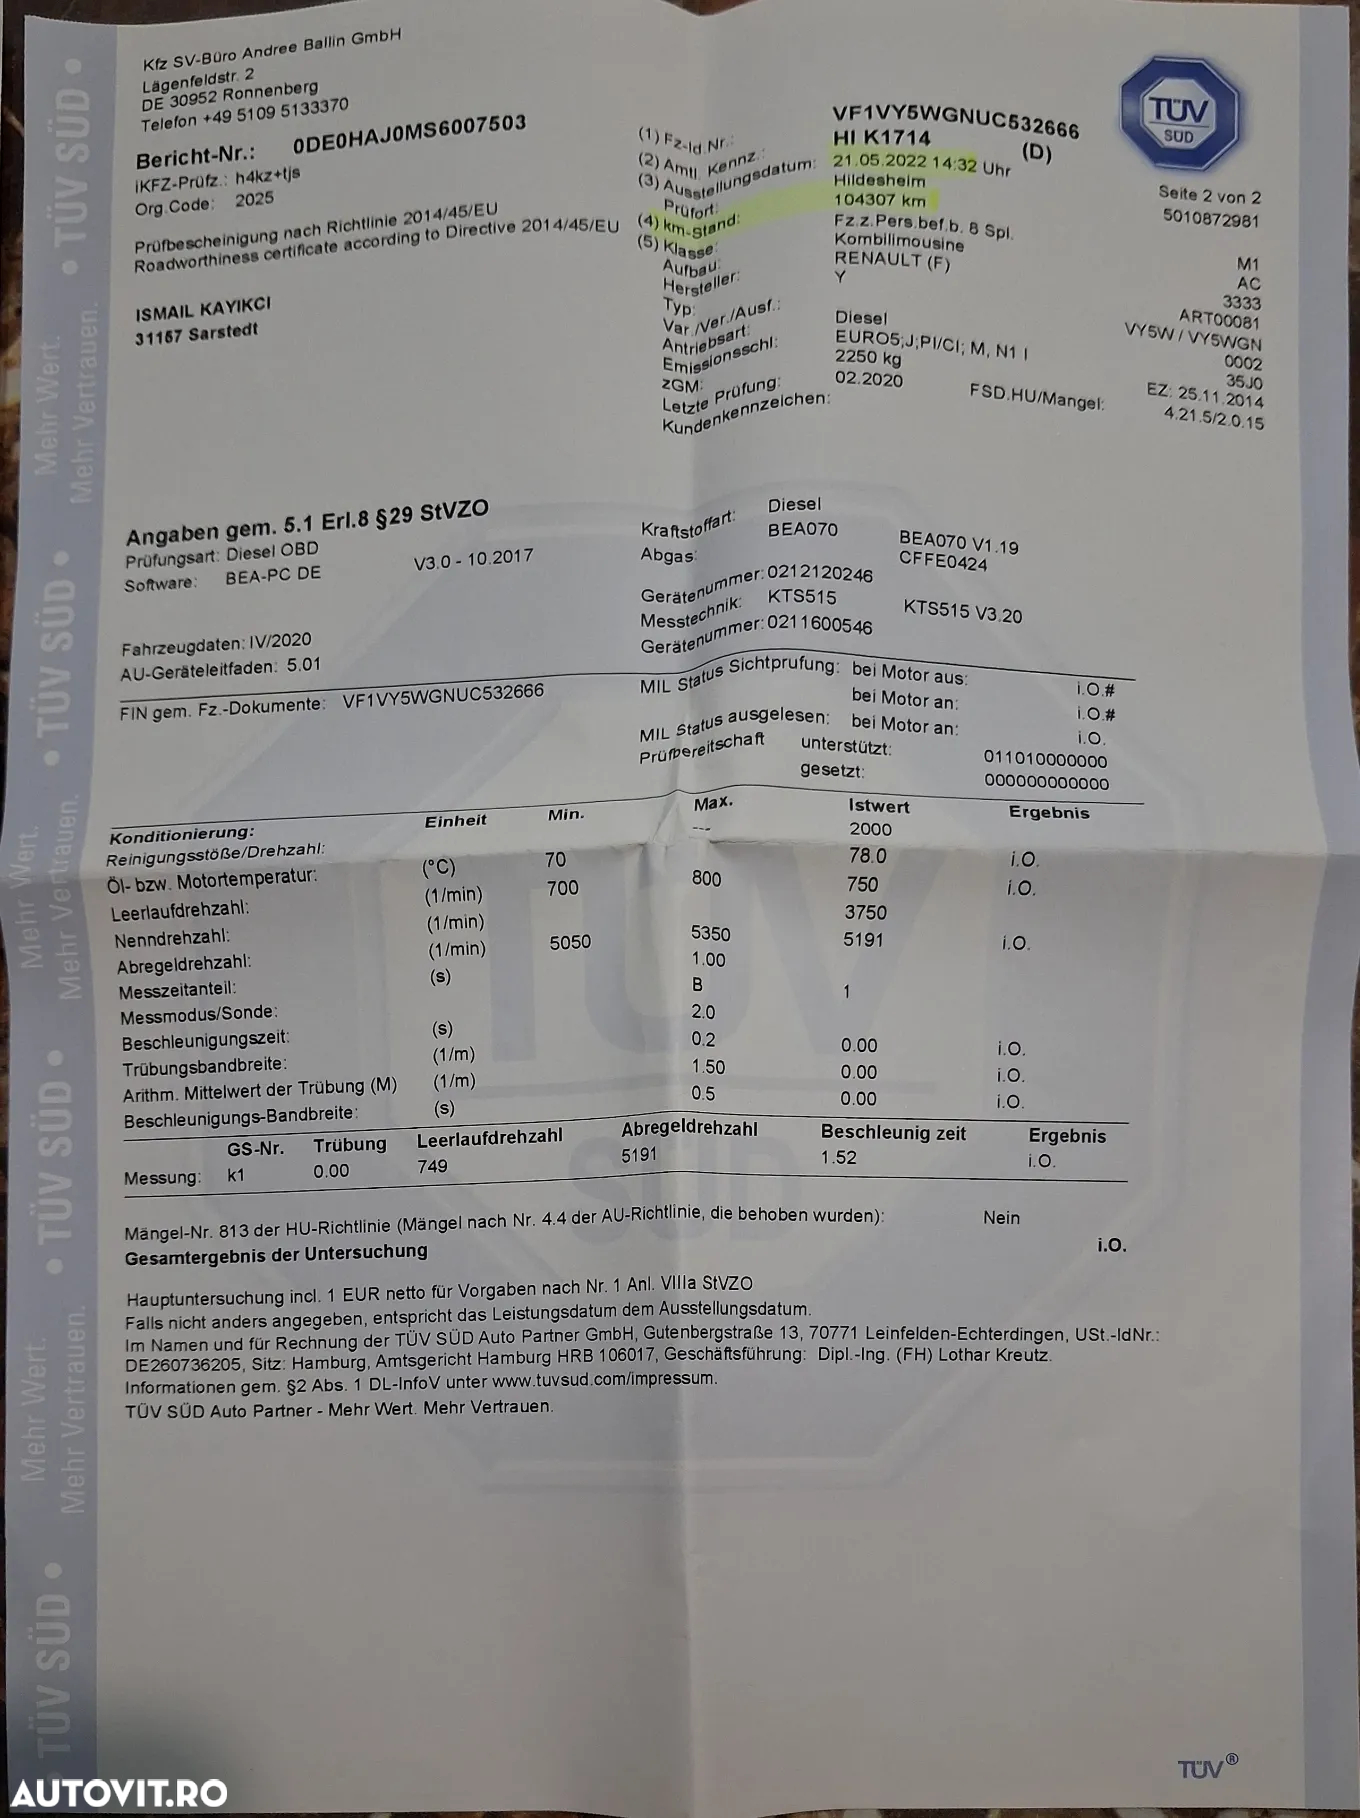 Kfz SV-Büro Andree Ballin GmbH
Lägenfeldstr. 2
DE 30952 Ronnenberg
Telefon +49 5109 5133370
Bericht-Nr.: 0DE0HAJ0MS6007503
iKFZ-Prüfz.: h4kz+tjs
Org.Code: 2025
Prüfbescheinigung nach Richtlinie 2014/45/EU
Roadworthiness certificate according to Directive 2014/45/EU
ISMAIL KAYIKCI
31157 Sarstedt
TÜV
SÜD
Seite 2 von 2
5010872981
(1) Fz-Id.Nr.: VF1VY5WGNUC532666
(2) Amtl. Kennz.: HI K1714 (D)
(3) Ausstellungsdatum: 21.05.2022 14:32 Uhr
Prüfort: Hildesheim
(4) km-Stand: 104307 km
(5) Klasse: Fz.z.Pers.bef.b. 8 Spl. M1
Aufbau: Kombilimousine AC
Hersteller: RENAULT (F) 3333
Typ: Y ART00081
Var./Ver./Ausf.: VY5W / VY5WGN
Antriebsart: Diesel 0002
Emissionsschl: EURO5;J;PI/CI; M, N1 I 35J0
zGM: 2250 kg EZ: 25.11.2014
Letzte Prüfung: 02.2020 FSD.HU/Mangel: 4.21.5/2.0.15
Kundenkennzeichen:
Angaben gem. 5.1 Erl.8 §29 StVZO
Prüfungsart: Diesel OBD
Software: BEA-PC DE V3.0 - 10.2017
Fahrzeugdaten: IV/2020
AU-Geräteleitfaden: 5.01
Kraftstoffart: Diesel
Abgas: BEA070 BEA070 V1.19
CFFE0424
Gerätenummer: 0212120246
Messtechnik: KTS515 KTS515 V3.20
Gerätenummer: 0211600546
FIN gem. Fz.-Dokumente: VF1VY5WGNUC532666
MIL Status Sichtprüfung: bei Motor aus: i.O.#
bei Motor an: i.O.#
MIL Status ausgelesen: bei Motor an: i.O.
Prüfbereitschaft unterstützt: 011010000000
gesetzt: 000000000000
Konditionierung: Einheit Min. Max. Istwert Ergebnis
Reinigungsstöße/Drehzahl: --- 2000
Öl- bzw. Motortemperatur: (°C) 70 78.0 i.O.
Leerlaufdrehzahl: (1/min) 700 800 750 i.O.
Nenndrehzahl: (1/min) 3750
Abregeldrehzahl: (1/min) 5050 5350 5191 i.O.
Messzeitanteil: (s) 1.00
Messmodus/Sonde: B 1
Beschleunigungszeit: (s) 2.0
Trübungsbandbreite: (1/m) 0.2 0.00 i.O.
Arithm. Mittelwert der Trübung (M) (1/m) 1.50 0.00 i.O.
Beschleunigungs-Bandbreite: (s) 0.5 0.00 i.O.
GS-Nr. Trübung Leerlaufdrehzahl Abregeldrehzahl Beschleunig zeit Ergebnis
Messung: k1 0.00 749 5191 1.52 i.O.
Mängel-Nr. 813 der HU-Richtlinie (Mängel nach Nr. 4.4 der AU-Richtlinie, die behoben wurden): Nein
Gesamtergebnis der Untersuchung i.O.
Hauptuntersuchung incl. 1 EUR netto für Vorgaben nach Nr. 1 Anl. VIIIa StVZO
Falls nicht anders angegeben, entspricht das Leistungsdatum dem Ausstellungsdatum.
Im Namen und für Rechnung der TÜV SÜD Auto Partner GmbH, Gutenbergstraße 13, 70771 Leinfelden-Echterdingen, USt.-IdNr.:
DE260736205, Sitz: Hamburg, Amtsgericht Hamburg HRB 106017, Geschäftsführung: Dipl.-Ing. (FH) Lothar Kreutz.
Informationen gem. §2 Abs. 1 DL-InfoV unter www.tuvsud.com/impressum.
TÜV SÜD Auto Partner - Mehr Wert. Mehr Vertrauen.
TÜV®
• TÜV SÜD •
Mehr Wert.
Mehr Vertrauen.
• TÜV SÜD •
Mehr Wert.
Mehr Vertrauen.
• TÜV SÜD •
Mehr Wert.
Mehr Vertrauen.
TÜV SÜD •
TÜV
SÜD
AUTOVIT.RO